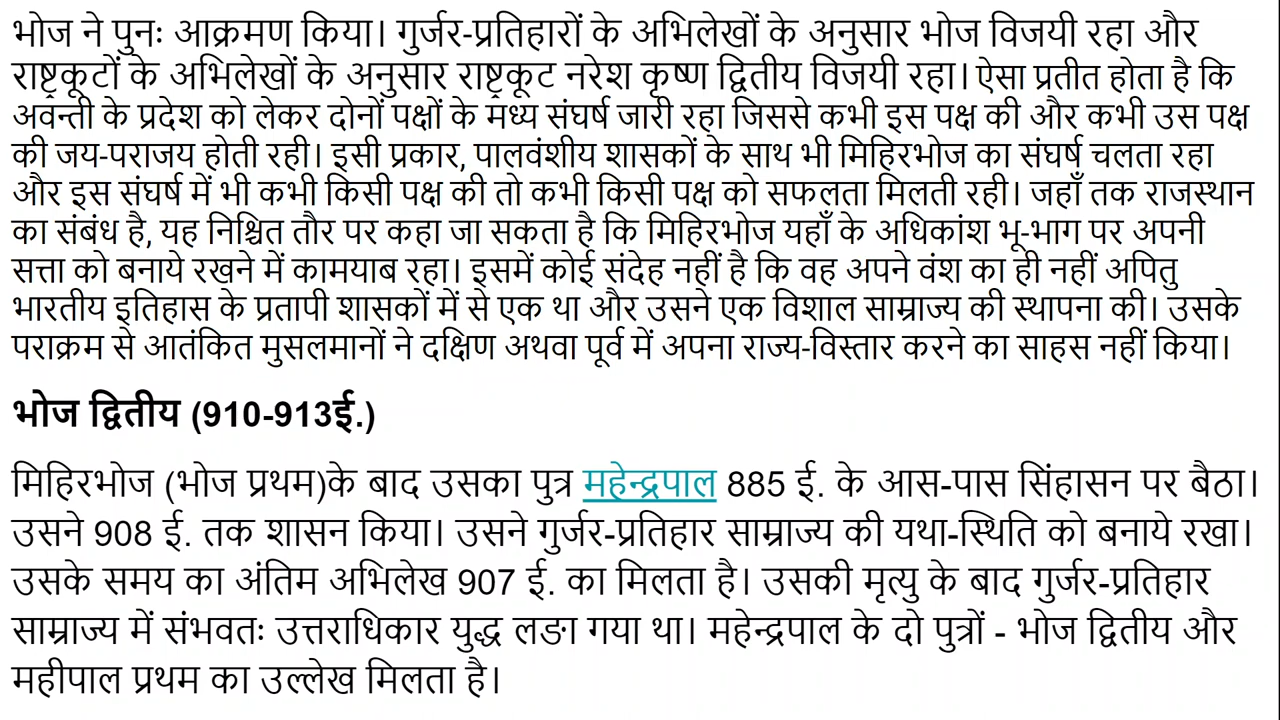 भोज ने पुनः आक्रमण किया। गुर्जर-प्रतिहारों के अभिलेखों के अनुसार भोज विजयी रहा और
राष्ट्रकूटों के अभिलेखों के अनुसार राष्ट्रकूट नरेश कृष्ण द्वितीय विजयी रहा। ऐसा प्रतीत होता है कि
अवन्ती के प्रदेश को लेकर दोनों पक्षों के मध्य संघर्ष जारी रहा जिससे कभी इस पक्ष की और कभी उस पक्ष
की जय-पराजय होती रही। इसी प्रकार, पालवंशीय शासकों के साथ भी मिहिरभोज का संघर्ष चलता रहा
और इस संघर्ष में भी कभी किसी पक्ष की तो कभी किसी पक्ष को सफलता मिलती रही। जहाँ तक राजस्थान
का संबंध है, यह निश्चित तौर पर कहा जा सकता है कि मिहिरभोज यहाँ के अधिकांश भू-भाग पर अपनी
सत्ता को बनाये रखने में कामयाब रहा। इसमें कोई संदेह नहीं है कि वह अपने वंश का ही नहीं अपितु
भारतीय इतिहास के प्रतापी शासकों में से एक था और उसने एक विशाल साम्राज्य की स्थापना की। उसके
पराक्रम से आतंकित मुसलमानों ने दक्षिण अथवा पूर्व में अपना राज्य-विस्तार करने का साहस नहीं किया।
भोज द्वितीय (910-913ई.)
मिहिरभोज (भोज प्रथम)के बाद उसका पुत्र महेन्द्रपाल 885 ई. के आस-पास सिंहासन पर बैठा।
उसने 908 ई. तक शासन किया। उसने गुर्जर-प्रतिहार साम्राज्य की यथा-स्थिति को बनाये रखा।
उसके समय का अंतिम अभिलेख 907 ई. का मिलता है। उसकी मृत्यु के बाद गुर्जर-प्रतिहार
साम्राज्य में संभवतः उत्तराधिकार युद्ध लङा गया था। महेन्द्रपाल के दो पुत्रों - भोज द्वितीय और
महीपाल प्रथम का उल्लेख मिलता है।